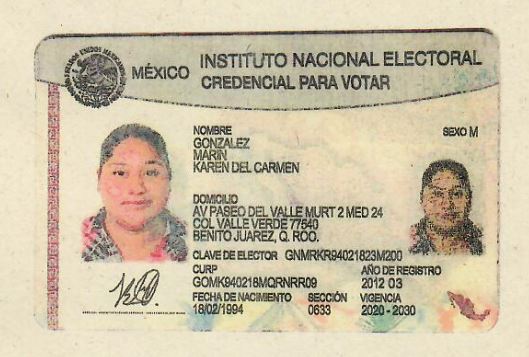 ESTADOS UNIDOS MEXICANOS
MÉXICO
INSTITUTO NACIONAL ELECTORAL
CREDENCIAL PARA VOTAR
NOMBRE
GONZALEZ
MARIN
KAREN DEL CARMEN
SEXO M
DOMICILIO
AV PASEO DEL VALLE MURT 2 MED 24
COL VALLE VERDE 77540
BENITO JUAREZ, Q. ROO.
CLAVE DE ELECTOR GNMRKR94021823M200
CURP
GOMK940218MQRNRR09
AÑO DE REGISTRO
2012 03
FECHA DE NACIMIENTO
18/02/1994
SECCIÓN
0633
VIGENCIA
2020 - 2030